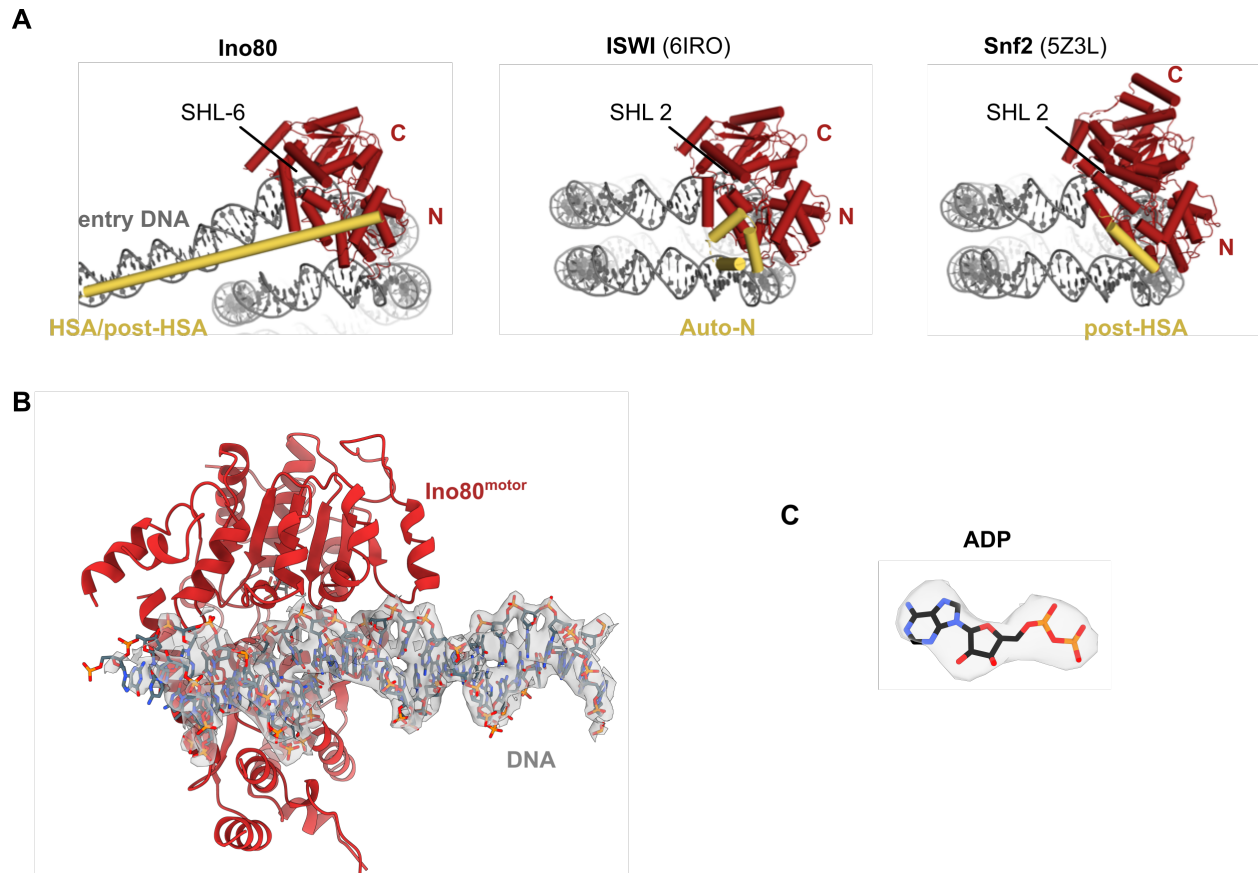 A
Ino80
ISWI (6IRO)
Snf2 (5Z3L)
SHL-6
C
N
entry DNA
HSA/post-HSA
SHL 2
C
N
Auto-N
C
SHL 2
N
post-HSA
B
Ino80motor
DNA
C
ADP